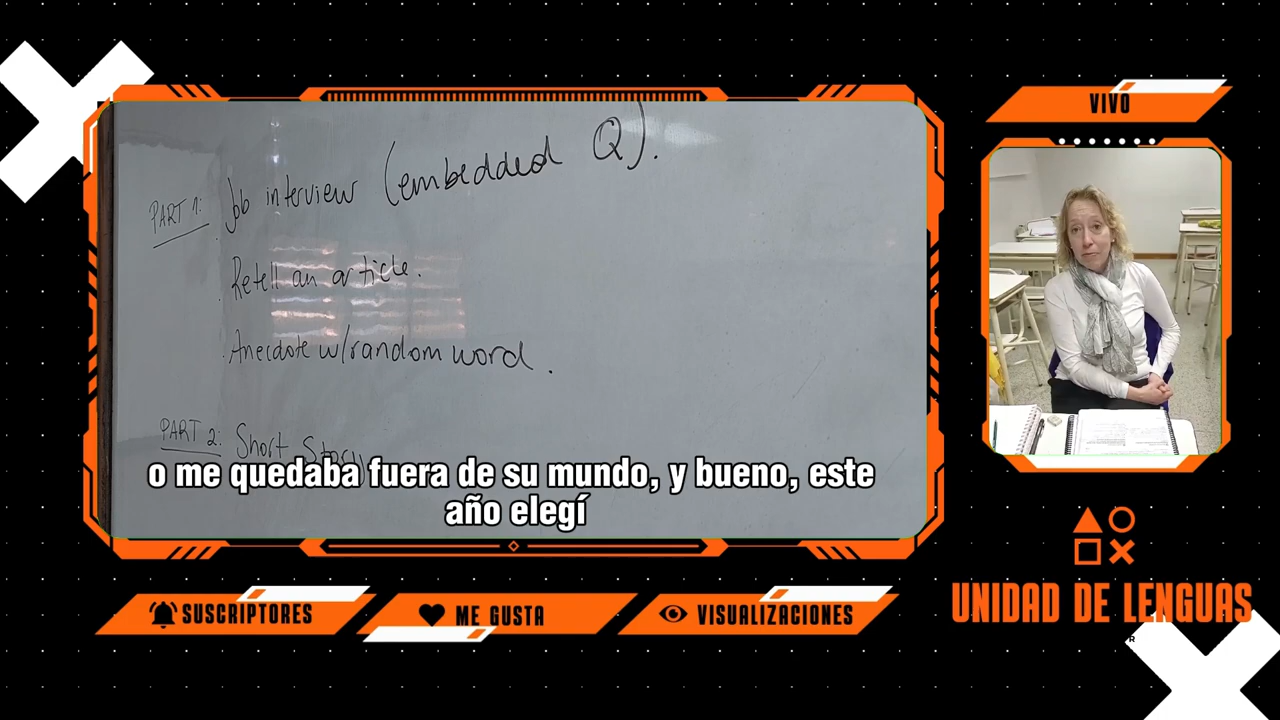 VIVO
PART 1: Job interview (embedded Q).
Retell an article.
Anecdote w/random word.
PART 2: Short Story
o me quedaba fuera de su mundo, y bueno, este
año elegí
SUSCRIPTORES
ME GUSTA
VISUALIZACIONES
UNIDAD DE LENGUAS
R